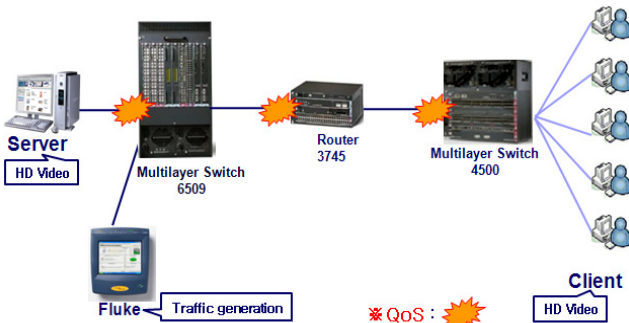 Server
HD Video
Multilayer Switch
6509
Router
3745
Multilayer Switch
4500
Fluke
Traffic generation
※QoS :
Client
HD Video